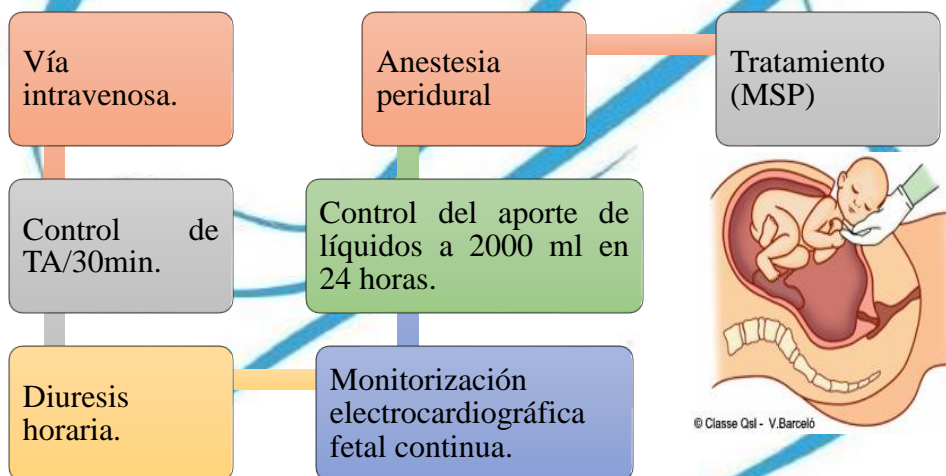 Vía
intravenosa.
Control de
TA/30min.
Diuresis
horaria.
Monitorización
electrocardiográfica
fetal continua.
Control del aporte de
líquidos a 2000 ml en
24 horas.
Anestesia
peridural
Tratamiento
(MSP)
© Classe Qsl - V.Barceló